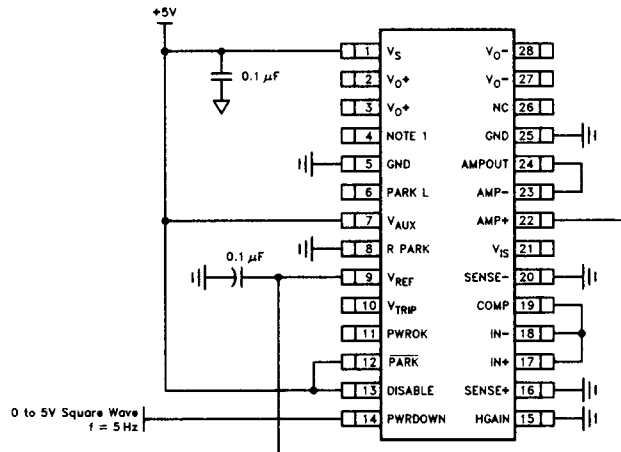 +5V
0.1 µF
1 VS VO- 28
2 VO+ VO- 27
3 VO+ NC 26
4 NOTE 1 GND 25
5 GND AMPOUT 24
6 PARK L AMP- 23
7 VAUX AMP+ 22
8 R PARK VIS 21
0.1 µF
9 VREF SENSE- 20
10 VTRIP COMP 19
11 PWROK IN- 18
12 PARK IN+ 17
13 DISABLE SENSE+ 16
0 to 5V Square Wave
f = 5Hz
14 PWRDOWN HGAIN 15